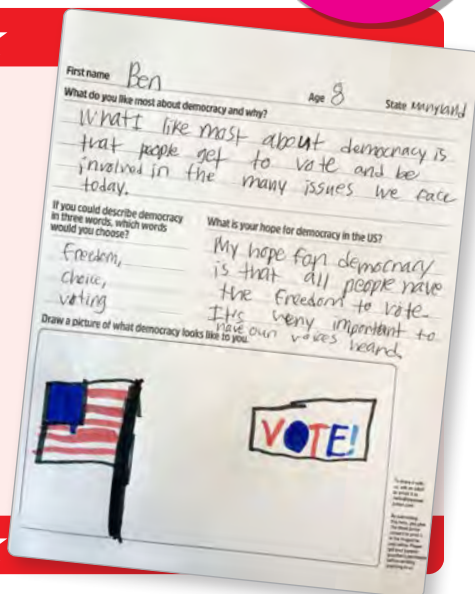 First name Ben
Age 8
State Maryland
What do you like most about democracy and why?
What I like most about democracy is
that people get to vote and be
involved in the many issues we face
today.
If you could describe democracy
in three words, which words
would you choose?
Freedom,
choice,
voting
What is your hope for democracy in the US?
My hope for democracy
is that all people have
the freedom to vote.
It's very important to
have our voices heard.
Draw a picture of what democracy looks like to you.
VOTE!